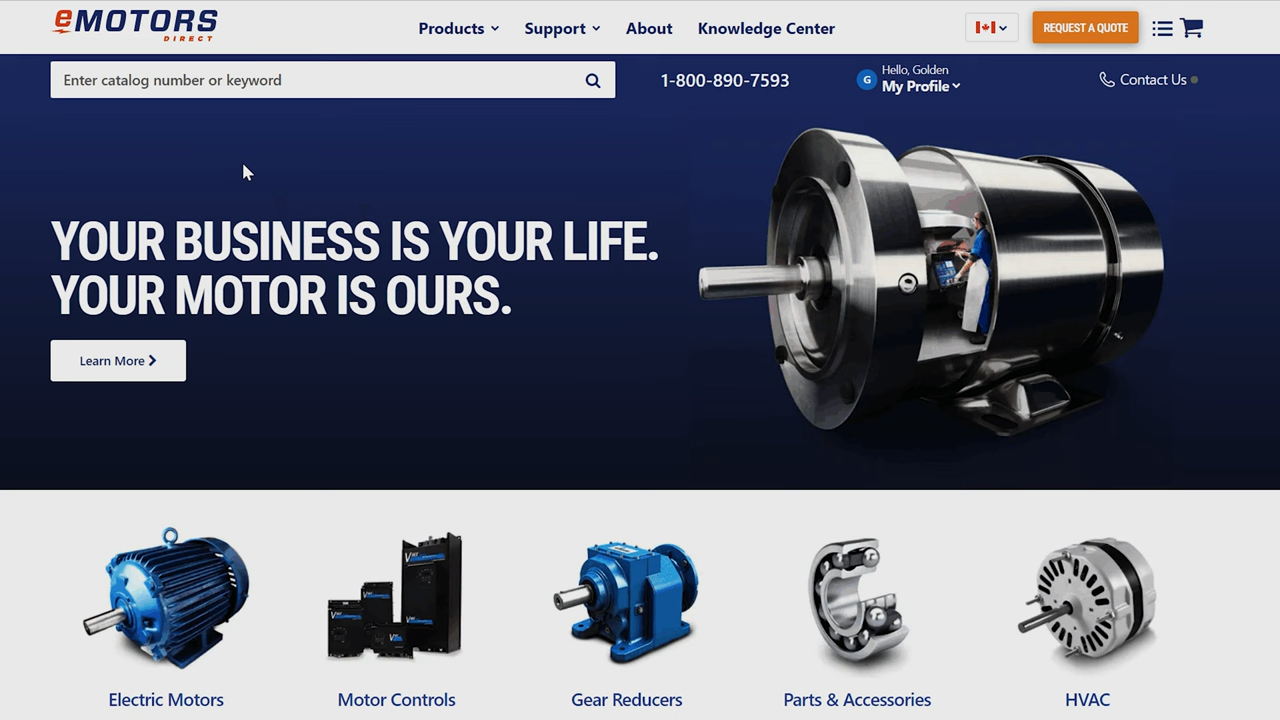 eMOTORS
DIRECT
Products
Support
About
Knowledge Center
REQUEST A QUOTE
Enter catalog number or keyword
1-800-890-7593
G
Hello, Golden
My Profile
Contact Us
YOUR BUSINESS IS YOUR LIFE.
YOUR MOTOR IS OURS.
Learn More
Electric Motors
Motor Controls
Gear Reducers
Parts & Accessories
HVAC